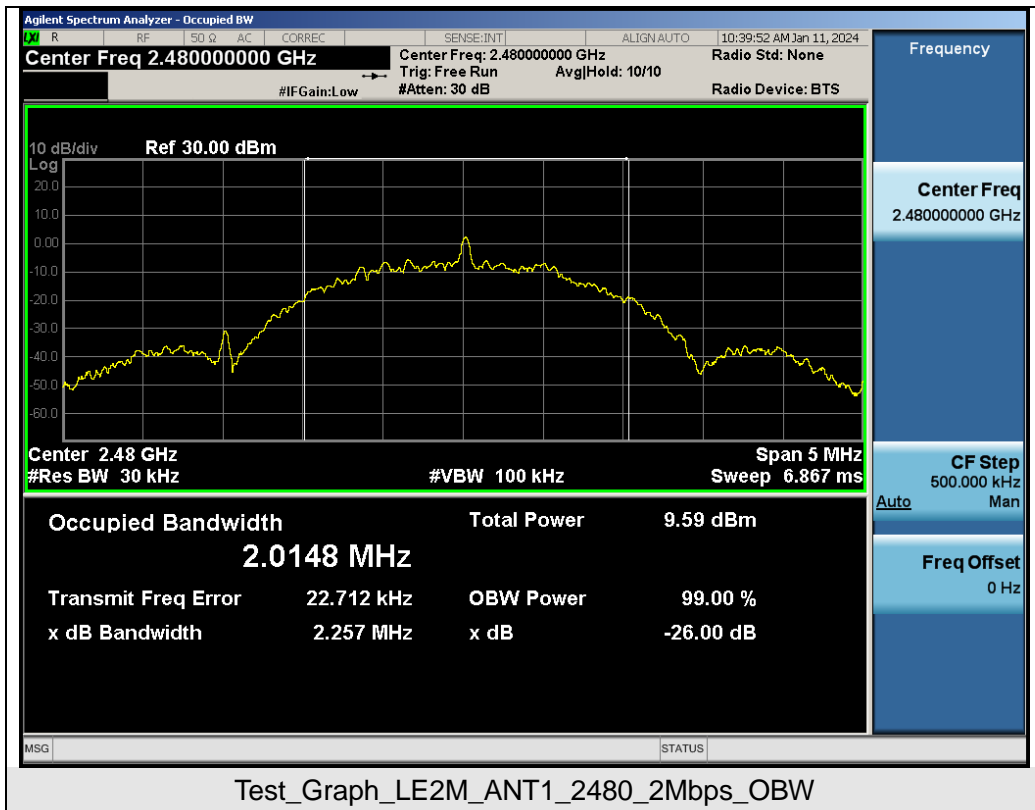 Agilent Spectrum Analyzer - Occupied BW
LXI R RF 50 Ω AC CORREC SENSE:INT ALIGN AUTO 10:39:52 AM Jan 11, 2024
Center Freq 2.480000000 GHz
Center Freq: 2.480000000 GHz
Radio Std: None
Trig: Free Run Avg|Hold: 10/10
#IFGain:Low
#Atten: 30 dB
Radio Device: BTS
Frequency
10 dB/div Ref 30.00 dBm
Log
20.0
10.0
0.00
-10.0
-20.0
-30.0
-40.0
-50.0
-60.0
Center 2.48 GHz Span 5 MHz
#Res BW 30 kHz #VBW 100 kHz Sweep 6.867 ms
Center Freq
2.480000000 GHz
CF Step
500.000 kHz
Auto Man
Freq Offset
0 Hz
Occupied Bandwidth Total Power 9.59 dBm
2.0148 MHz
Transmit Freq Error 22.712 kHz OBW Power 99.00 %
x dB Bandwidth 2.257 MHz x dB -26.00 dB
MSG STATUS
Test_Graph_LE2M_ANT1_2480_2Mbps_OBW